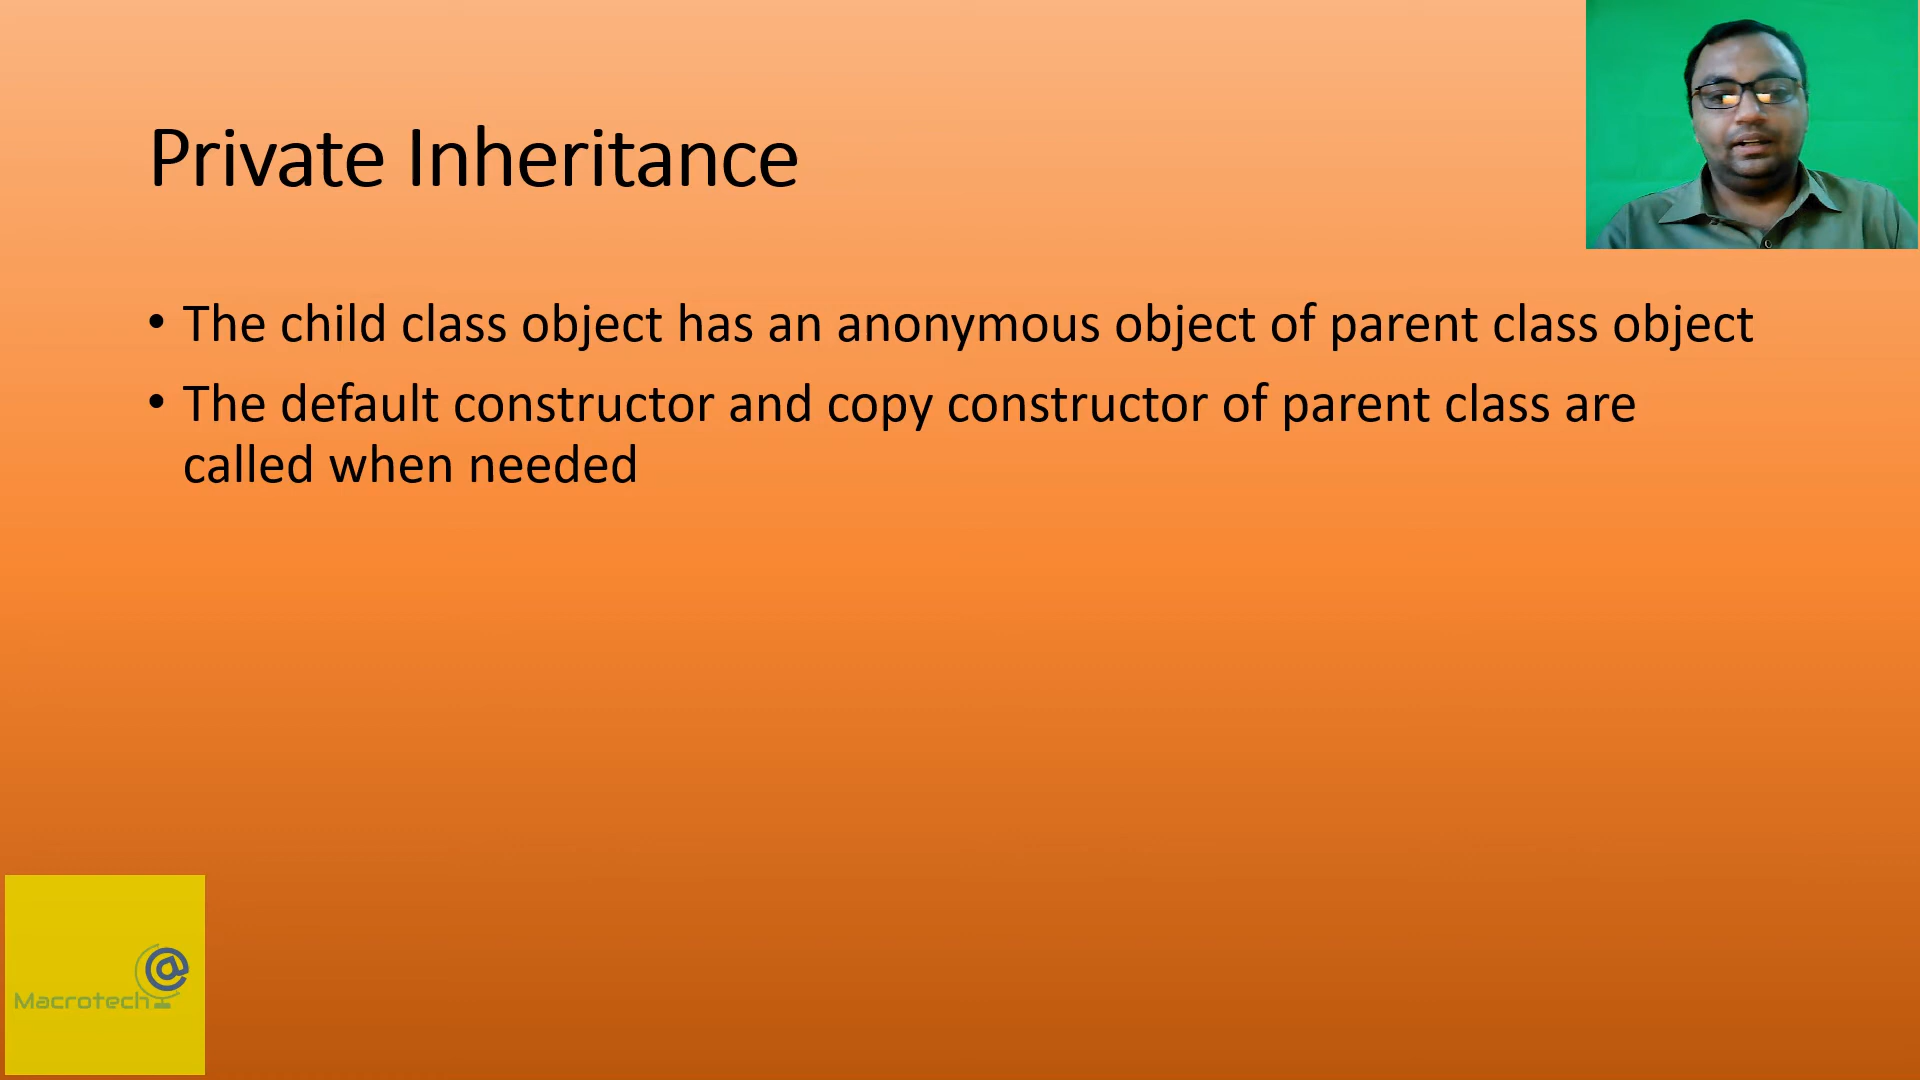 Private Inheritance
• The child class object has an anonymous object of parent class object
• The default constructor and copy constructor of parent class are
called when needed
@
Macrotech